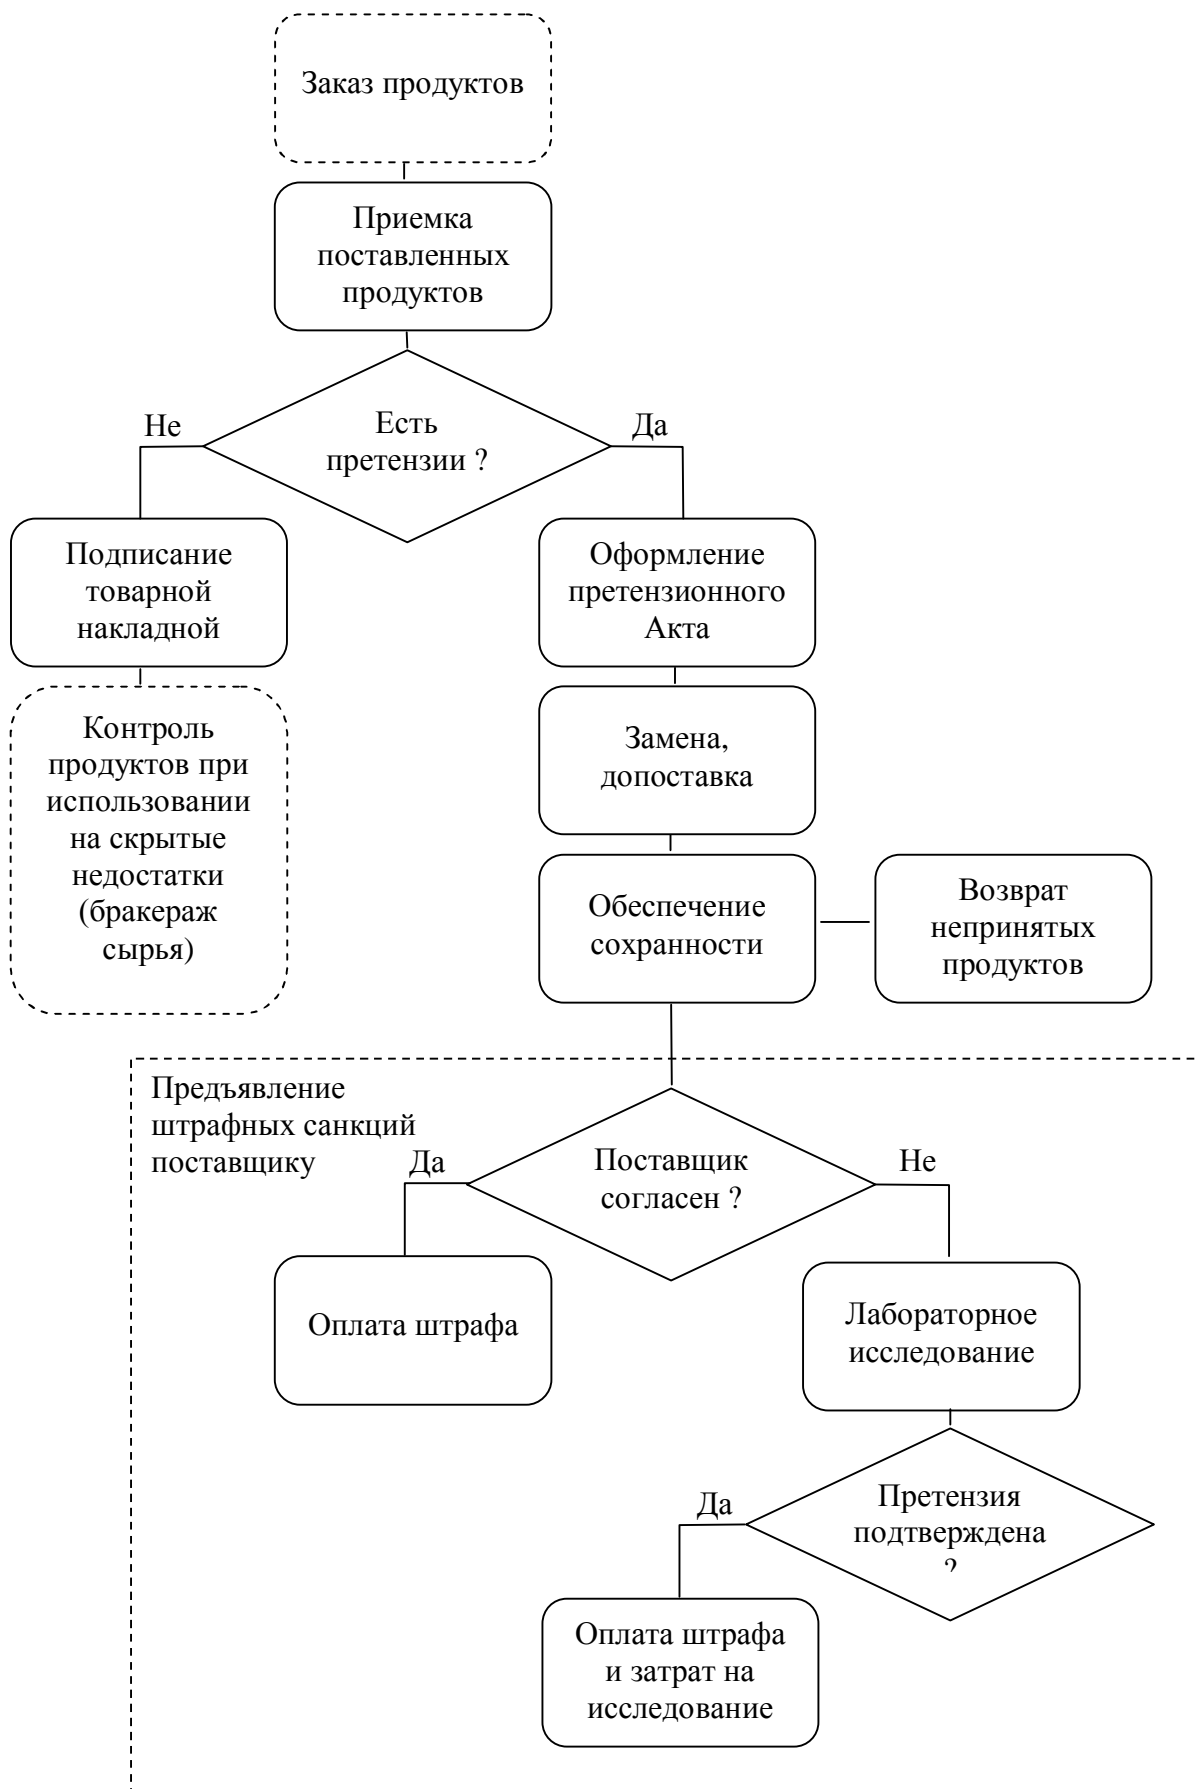 Заказ продуктов
Приемка
поставленных
продуктов
Есть
претензии ?
Не
Да
Подписание
товарной
накладной
Оформление
претензионного
Акта
Контроль
продуктов при
использовании
на скрытые
недостатки
(бракераж
сырья)
Замена,
допоставка
Обеспечение
сохранности
Возврат
непринятых
продуктов
Предъявление
штрафных санкций
поставщику
Да
Поставщик
согласен ?
Не
Оплата штрафа
Лабораторное
исследование
Да
Претензия
подтверждена
?
Оплата штрафа
и затрат на
исследование